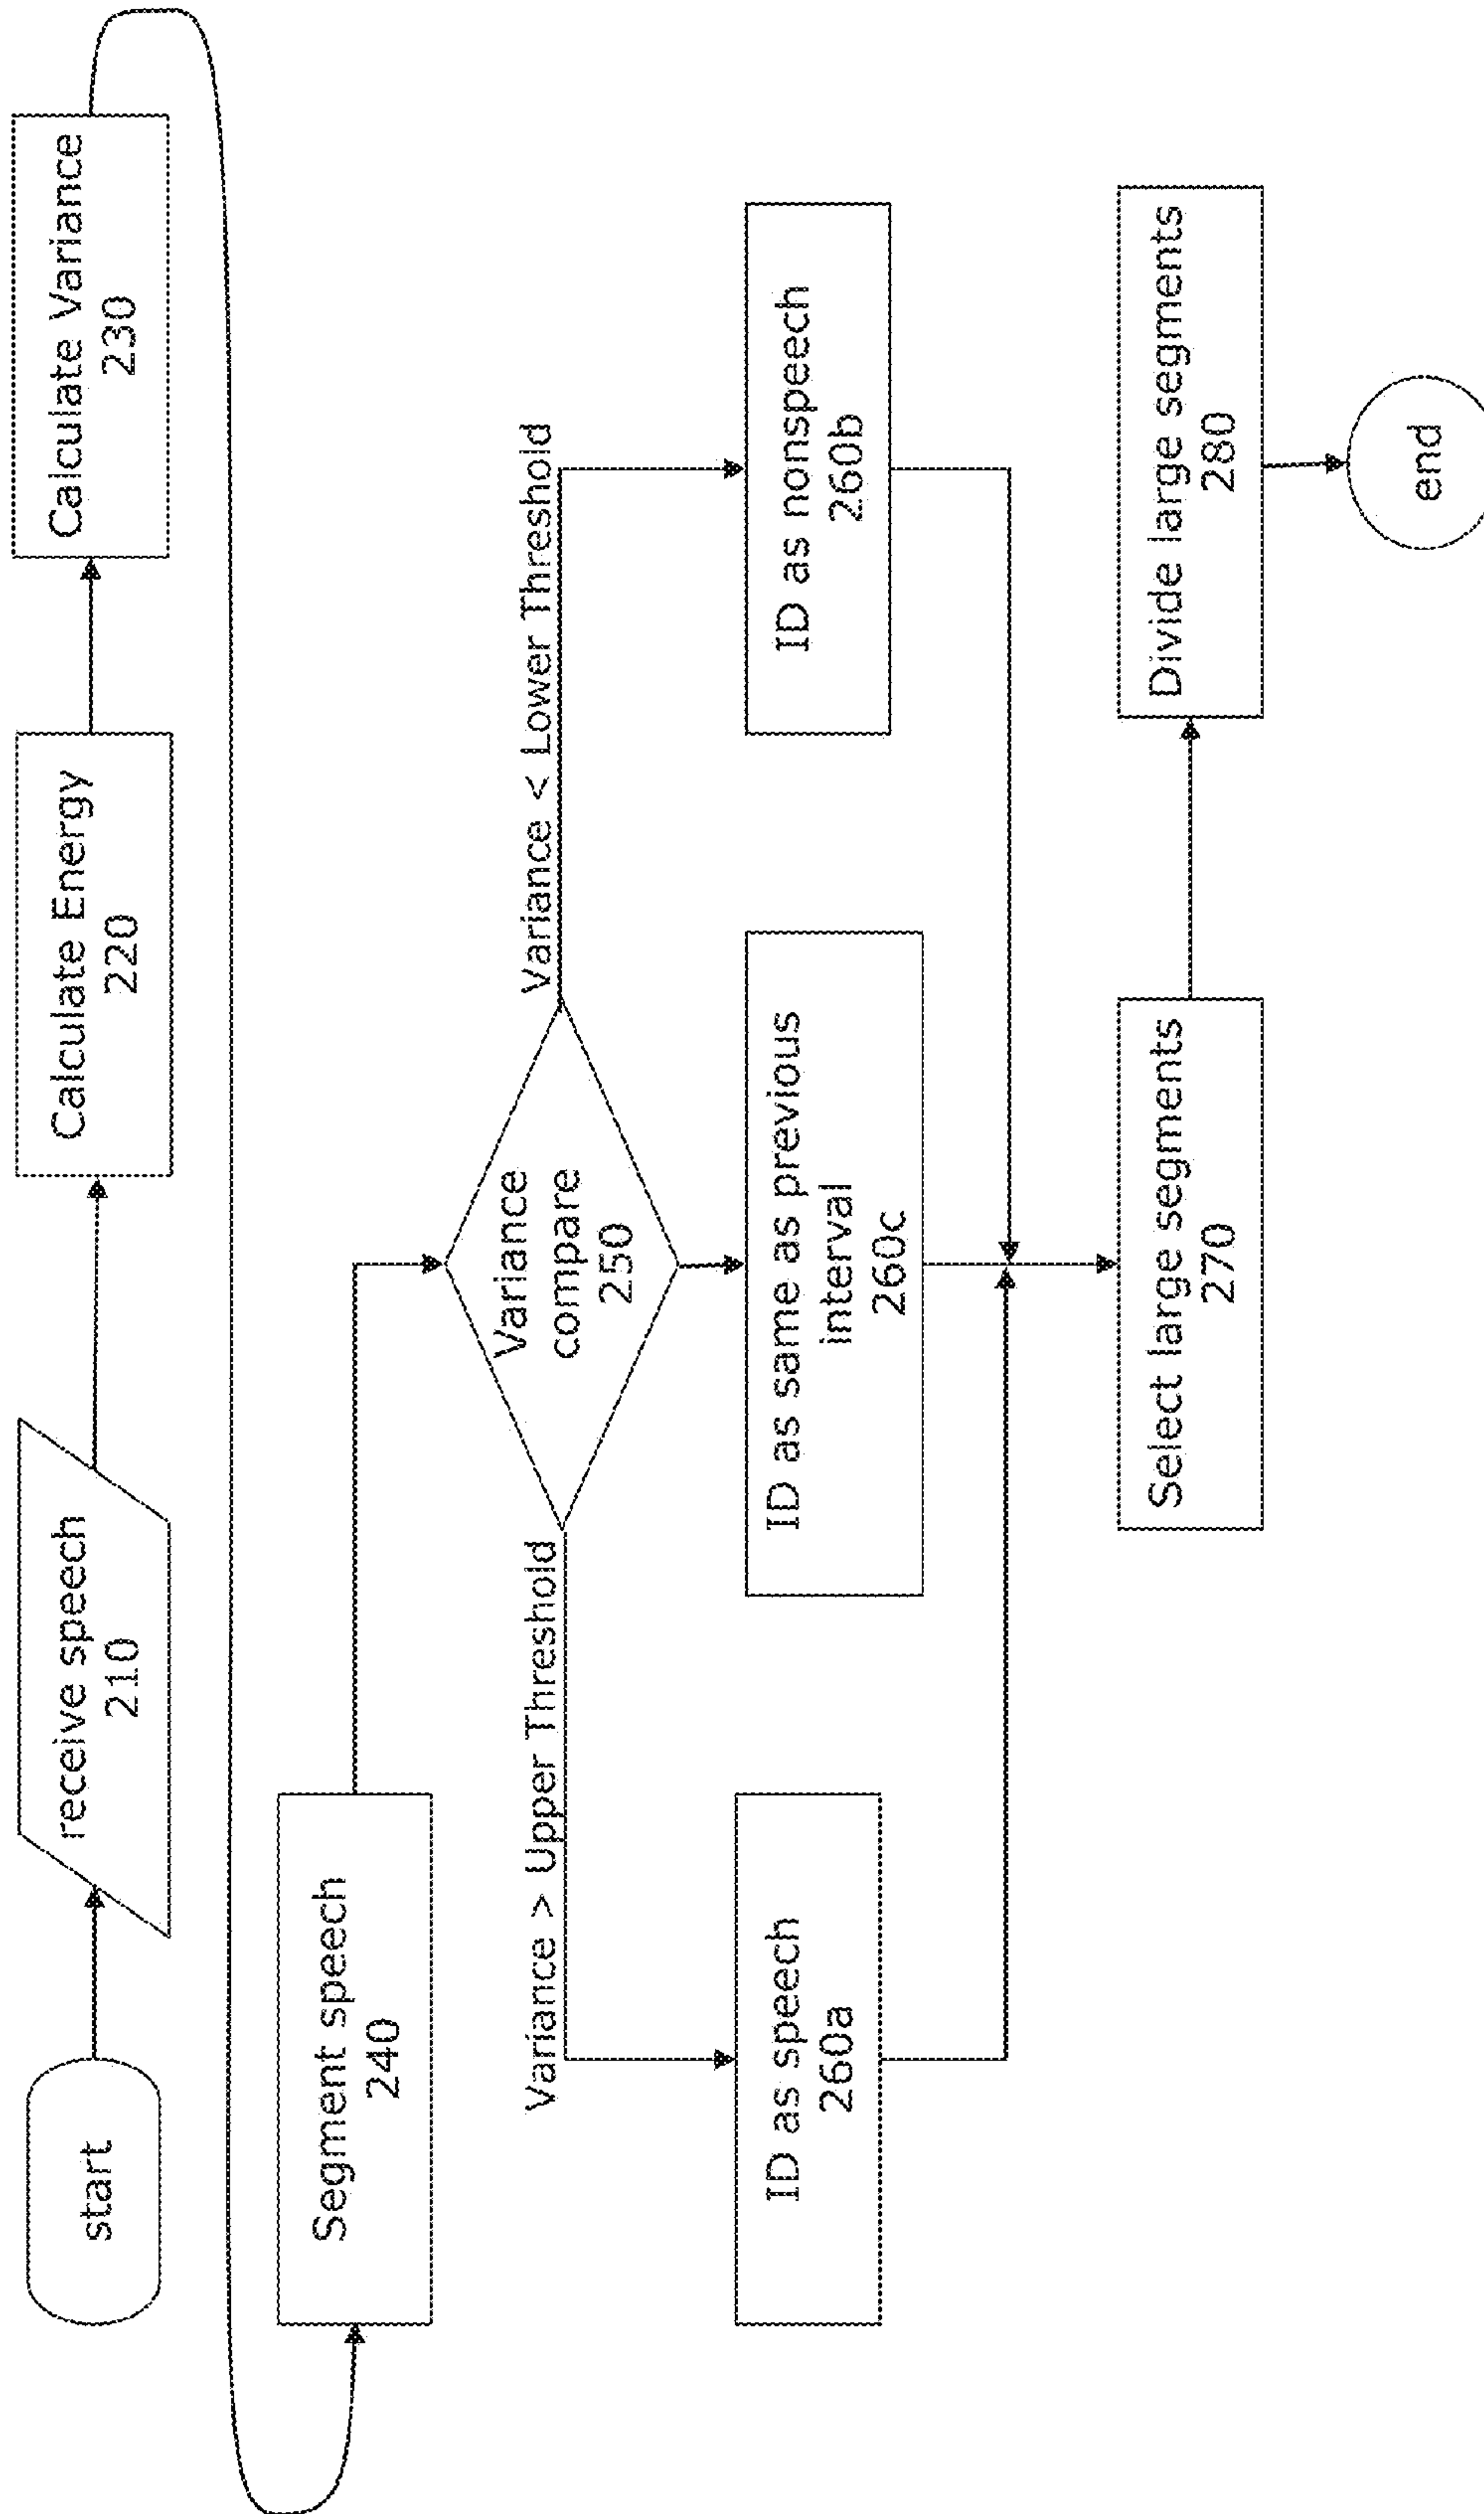 start
receive speech
210
Calculate Energy
220
Calculate Variance
230
Segment speech
240
Variance
compare
250
Variance > Upper Threshold
Variance < Lower Threshold
ID as speech
260a
ID as same as previous
interval
260c
ID as nonspeech
260b
Select large segments
270
Divide large segments
280
end